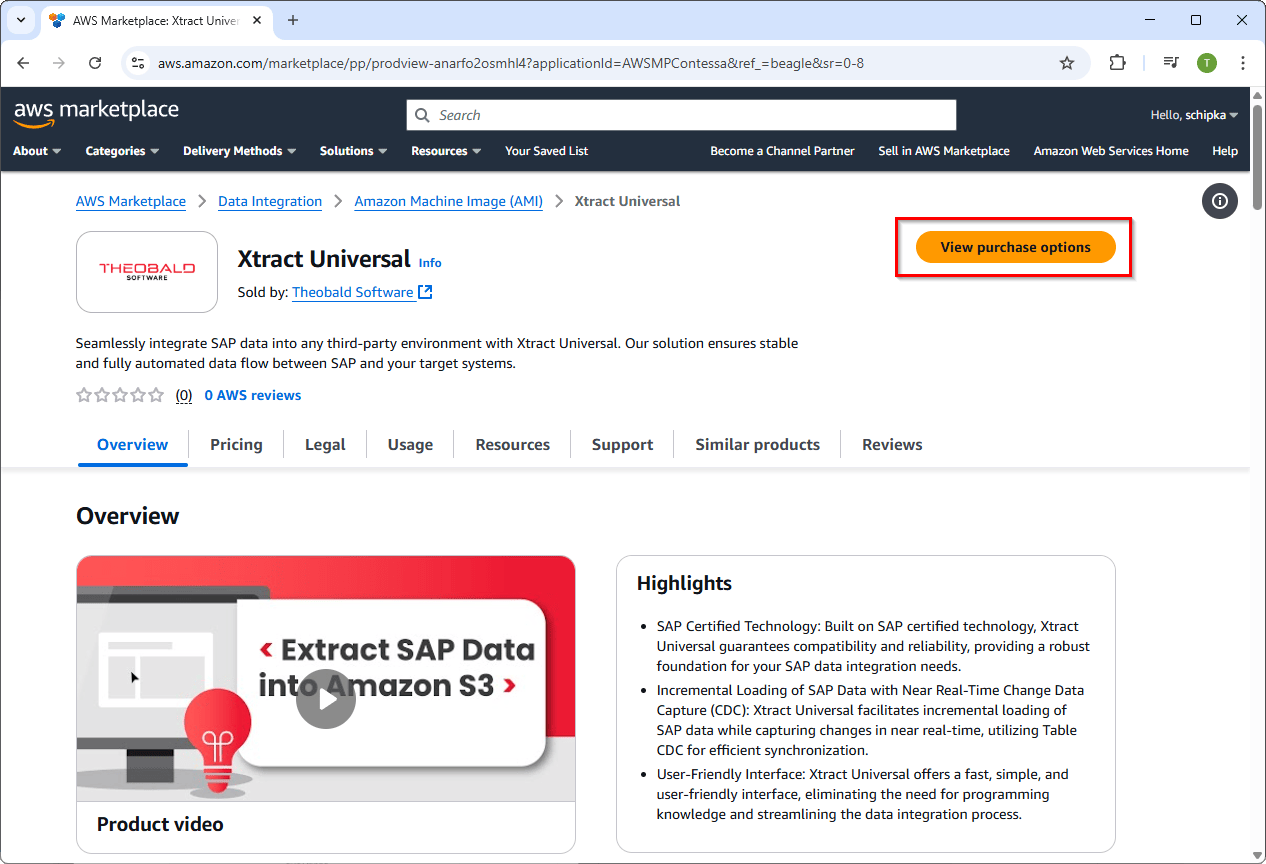 AWS Marketplace: Xtract Univer
aws.amazon.com/marketplace/pp/prodview-anarfo2osmhl4?applicationId=AWSMPContessa&ref_=beagle&sr=0-8
T
aws marketplace
Search
Hello, schipka
About Categories Delivery Methods Solutions Resources Your Saved List Become a Channel Partner Sell in AWS Marketplace Amazon Web Services Home Help
AWS Marketplace > Data Integration > Amazon Machine Image (AMI) > Xtract Universal
View purchase options
THEOBALD
SOFTWARE
Xtract Universal Info
Sold by: Theobald Software
Seamlessly integrate SAP data into any third-party environment with Xtract Universal. Our solution ensures stable
and fully automated data flow between SAP and your target systems.
(0) 0 AWS reviews
Overview Pricing Legal Usage Resources Support Similar products Reviews
Overview
< Extract SAP Data
into Amazon S3 >
Product video
Highlights
• SAP Certified Technology: Built on SAP certified technology, Xtract
Universal guarantees compatibility and reliability, providing a robust
foundation for your SAP data integration needs.
• Incremental Loading of SAP Data with Near Real-Time Change Data
Capture (CDC): Xtract Universal facilitates incremental loading of
SAP data while capturing changes in near real-time, utilizing Table
CDC for efficient synchronization.
• User-Friendly Interface: Xtract Universal offers a fast, simple, and
user-friendly interface, eliminating the need for programming
knowledge and streamlining the data integration process.